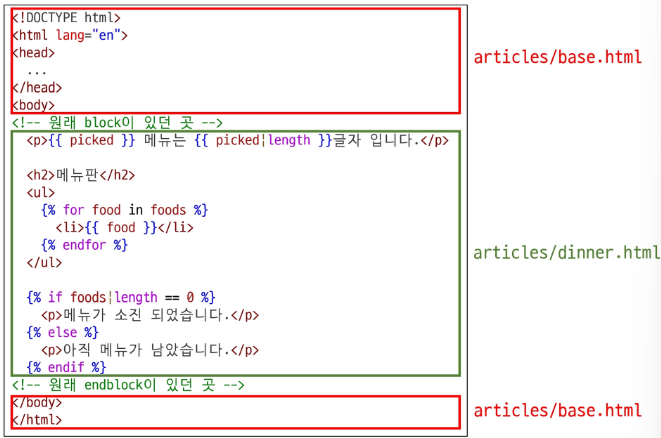 <!DOCTYPE html>
<html lang="en">
<head>
...
</head>
<body>
articles/base.html
<!-- 원래 block이 있던 곳 -->
<p>{{ picked }} 메뉴는 {{ picked|length }}글자 입니다.</p>
<h2>메뉴판</h2>
<ul>
{% for food in foods %}
<li>{{ food }}</li>
{% endfor %}
</ul>
{% if foods|length == 0 %}
<p>메뉴가 소진 되었습니다.</p>
{% else %}
<p>아직 메뉴가 남았습니다.</p>
{% endif %}
articles/dinner.html
<!-- 원래 endblock이 있던 곳 -->
</body>
</html>
articles/base.html